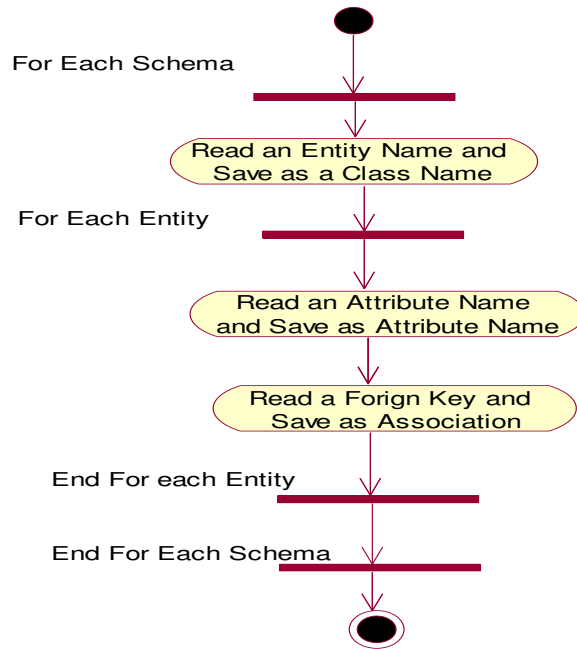 For Each Schema
Read an Entity Name and
Save as a Class Name
For Each Entity
Read an Attribute Name
and Save as Attribute Name
Read a Forign Key and
Save as Association
End For each Entity
End For Each Schema